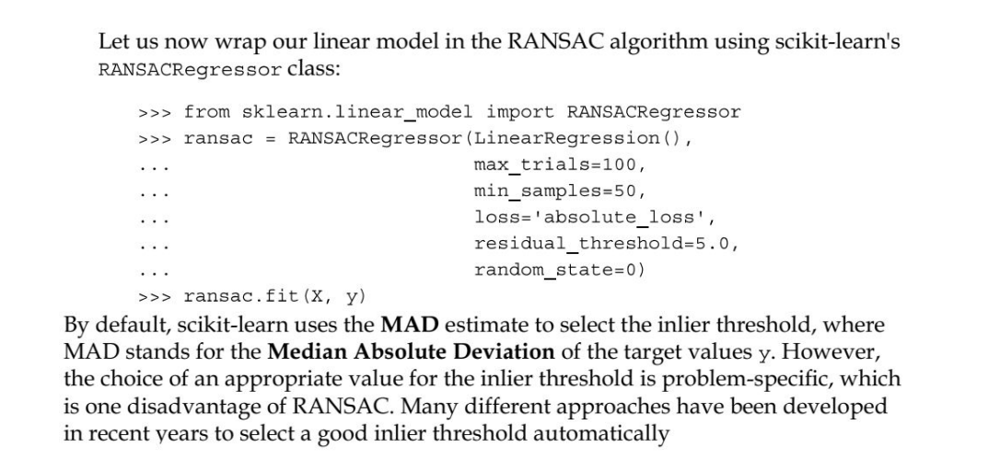 Let us now wrap our linear model in the RANSAC algorithm using scikit-learn's
RANSACRegressor class:
>>> from sklearn.linear_model import RANSACRegressor
>>> ransac = RANSACRegressor(LinearRegression(),
...                          max_trials=100,
...                          min_samples=50,
...                          loss='absolute_loss',
...                          residual_threshold=5.0,
...                          random_state=0)
>>> ransac.fit(X, y)
By default, scikit-learn uses the MAD estimate to select the inlier threshold, where
MAD stands for the Median Absolute Deviation of the target values y. However,
the choice of an appropriate value for the inlier threshold is problem-specific, which
is one disadvantage of RANSAC. Many different approaches have been developed
in recent years to select a good inlier threshold automatically